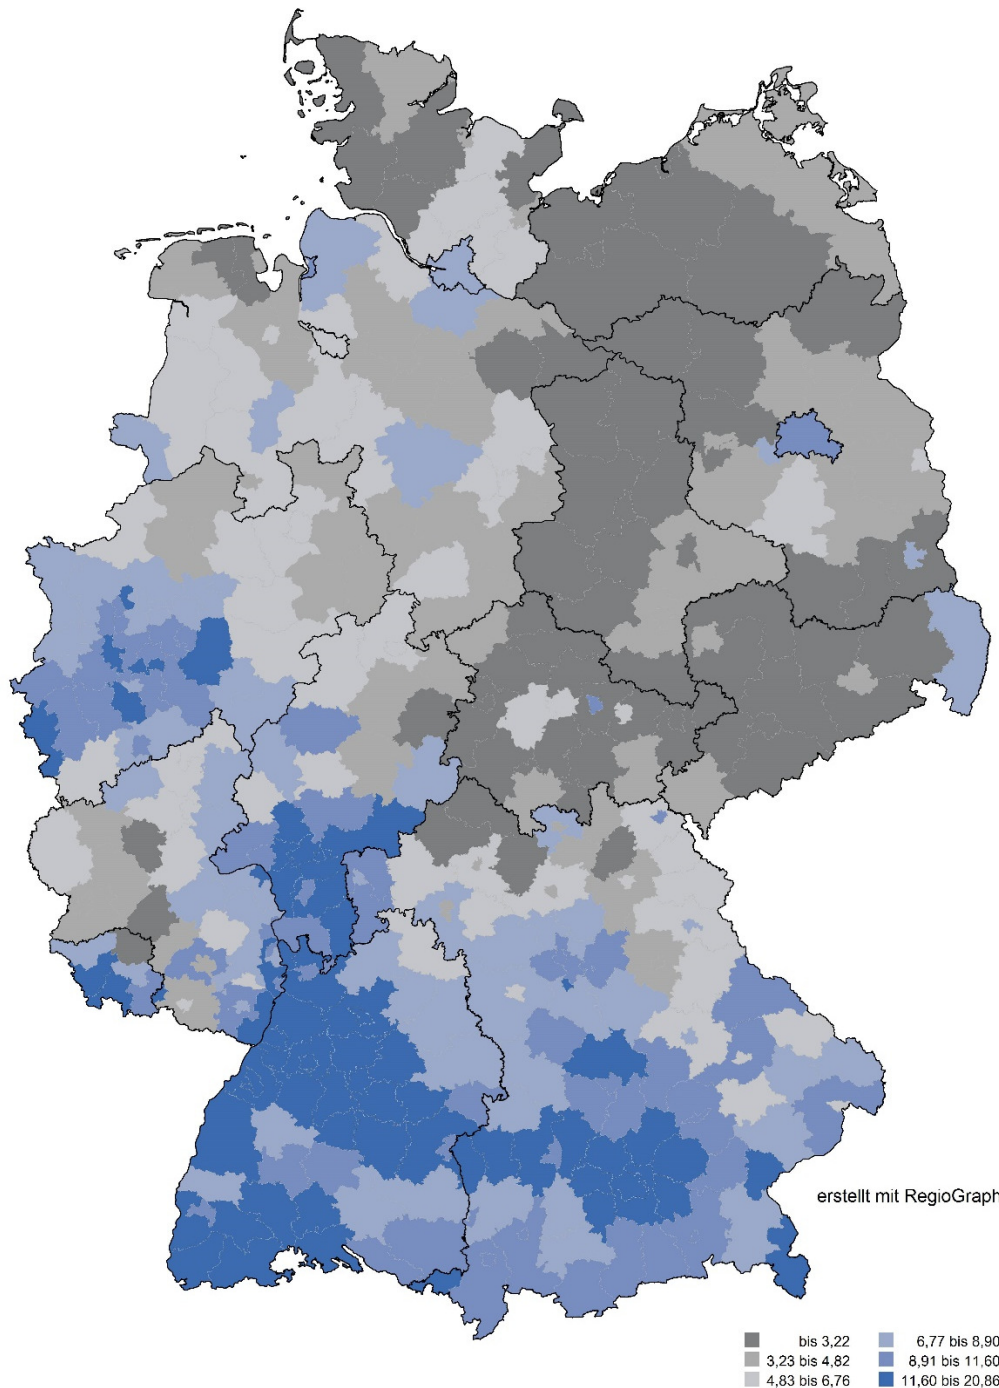 erstellt mit RegioGraph
bis 3,22
3,23 bis 4,82
4,83 bis 6,76
6,77 bis 8,90
8,91 bis 11,60
11,60 bis 20,86